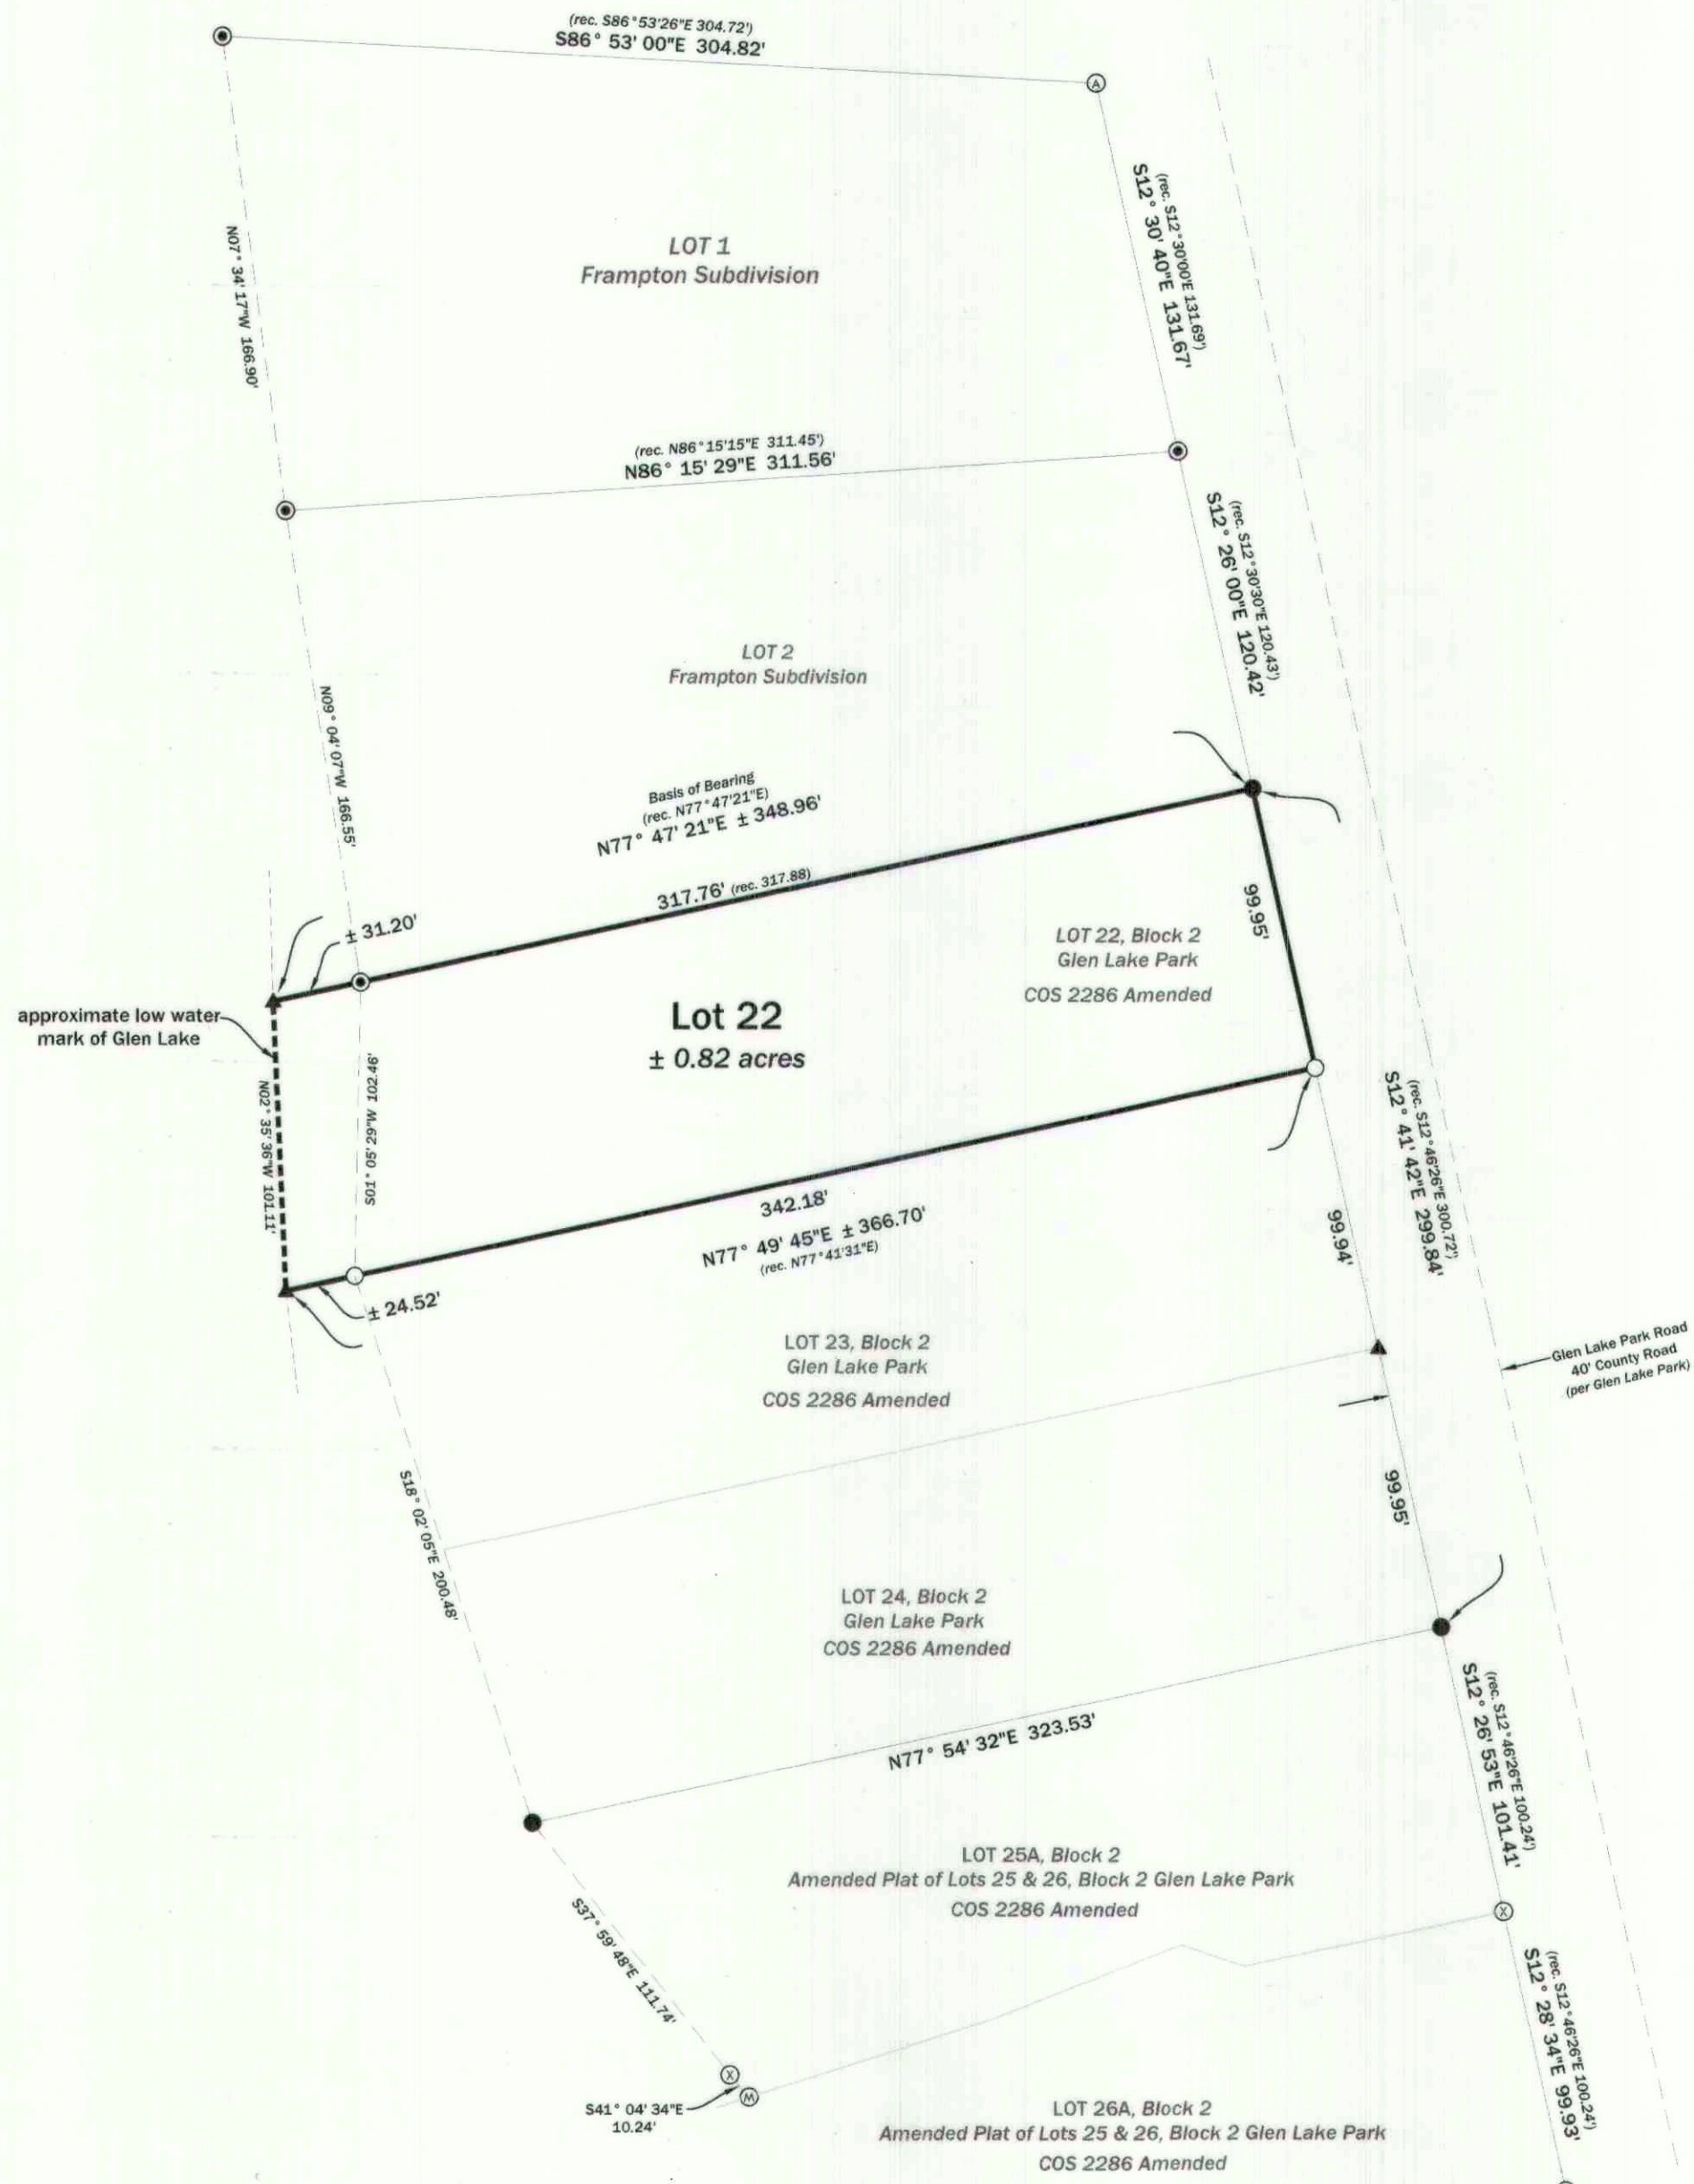 (rec. S86°53'26"E 304.72')
S86° 53' 00"E 304.82'
A
(rec. S12°30'00"E 131.69')
S12° 30' 40"E 131.67'
N07° 34' 17"W 166.90'
LOT 1
Frampton Subdivision
(rec. N86°15'15"E 311.45')
N86° 15' 29"E 311.56'
(rec. S12°30'30"E 120.43')
S12° 26' 00"E 120.42'
LOT 2
Frampton Subdivision
N09° 04' 07"W 166.55'
Basis of Bearing
(rec. N77°47'21"E)
N77° 47' 21"E ± 348.96'
317.76' (rec. 317.88)
± 31.20'
99.95'
LOT 22, Block 2
Glen Lake Park
COS 2286 Amended
approximate low water
mark of Glen Lake
Lot 22
± 0.82 acres
N02° 35' 36"W 101.11'
S01° 05' 29"W 102.46'
(rec. S12°46'26"E 300.72')
S12° 41' 42"E 299.84'
342.18'
N77° 49' 45"E ± 366.70'
(rec. N77°41'31"E)
99.94'
± 24.52'
LOT 23, Block 2
Glen Lake Park
COS 2286 Amended
Glen Lake Park Road
40' County Road
(per Glen Lake Park)
S18° 02' 05"E 200.48'
99.95'
LOT 24, Block 2
Glen Lake Park
COS 2286 Amended
(rec. S12°46'26"E 100.24')
S12° 26' 53"E 101.41'
N77° 54' 32"E 323.53'
LOT 25A, Block 2
Amended Plat of Lots 25 & 26, Block 2 Glen Lake Park
COS 2286 Amended
X
S37° 59' 48"E 111.74'
(rec. S12°46'26"E 100.24')
S12° 28' 34"E 99.93'
X
M
S41° 04' 34"E
10.24'
LOT 26A, Block 2
Amended Plat of Lots 25 & 26, Block 2 Glen Lake Park
COS 2286 Amended